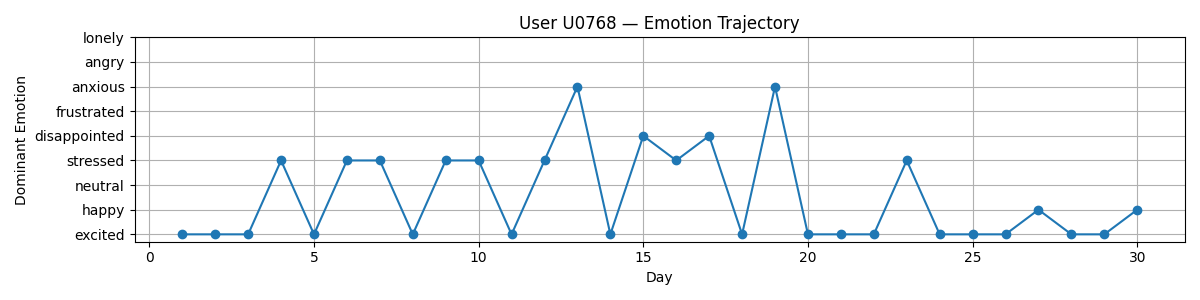 User U0768 — Emotion Trajectory
Dominant Emotion
lonely
angry
anxious
frustrated
disappointed
stressed
neutral
happy
excited
0 5 10 15 20 25 30
Day